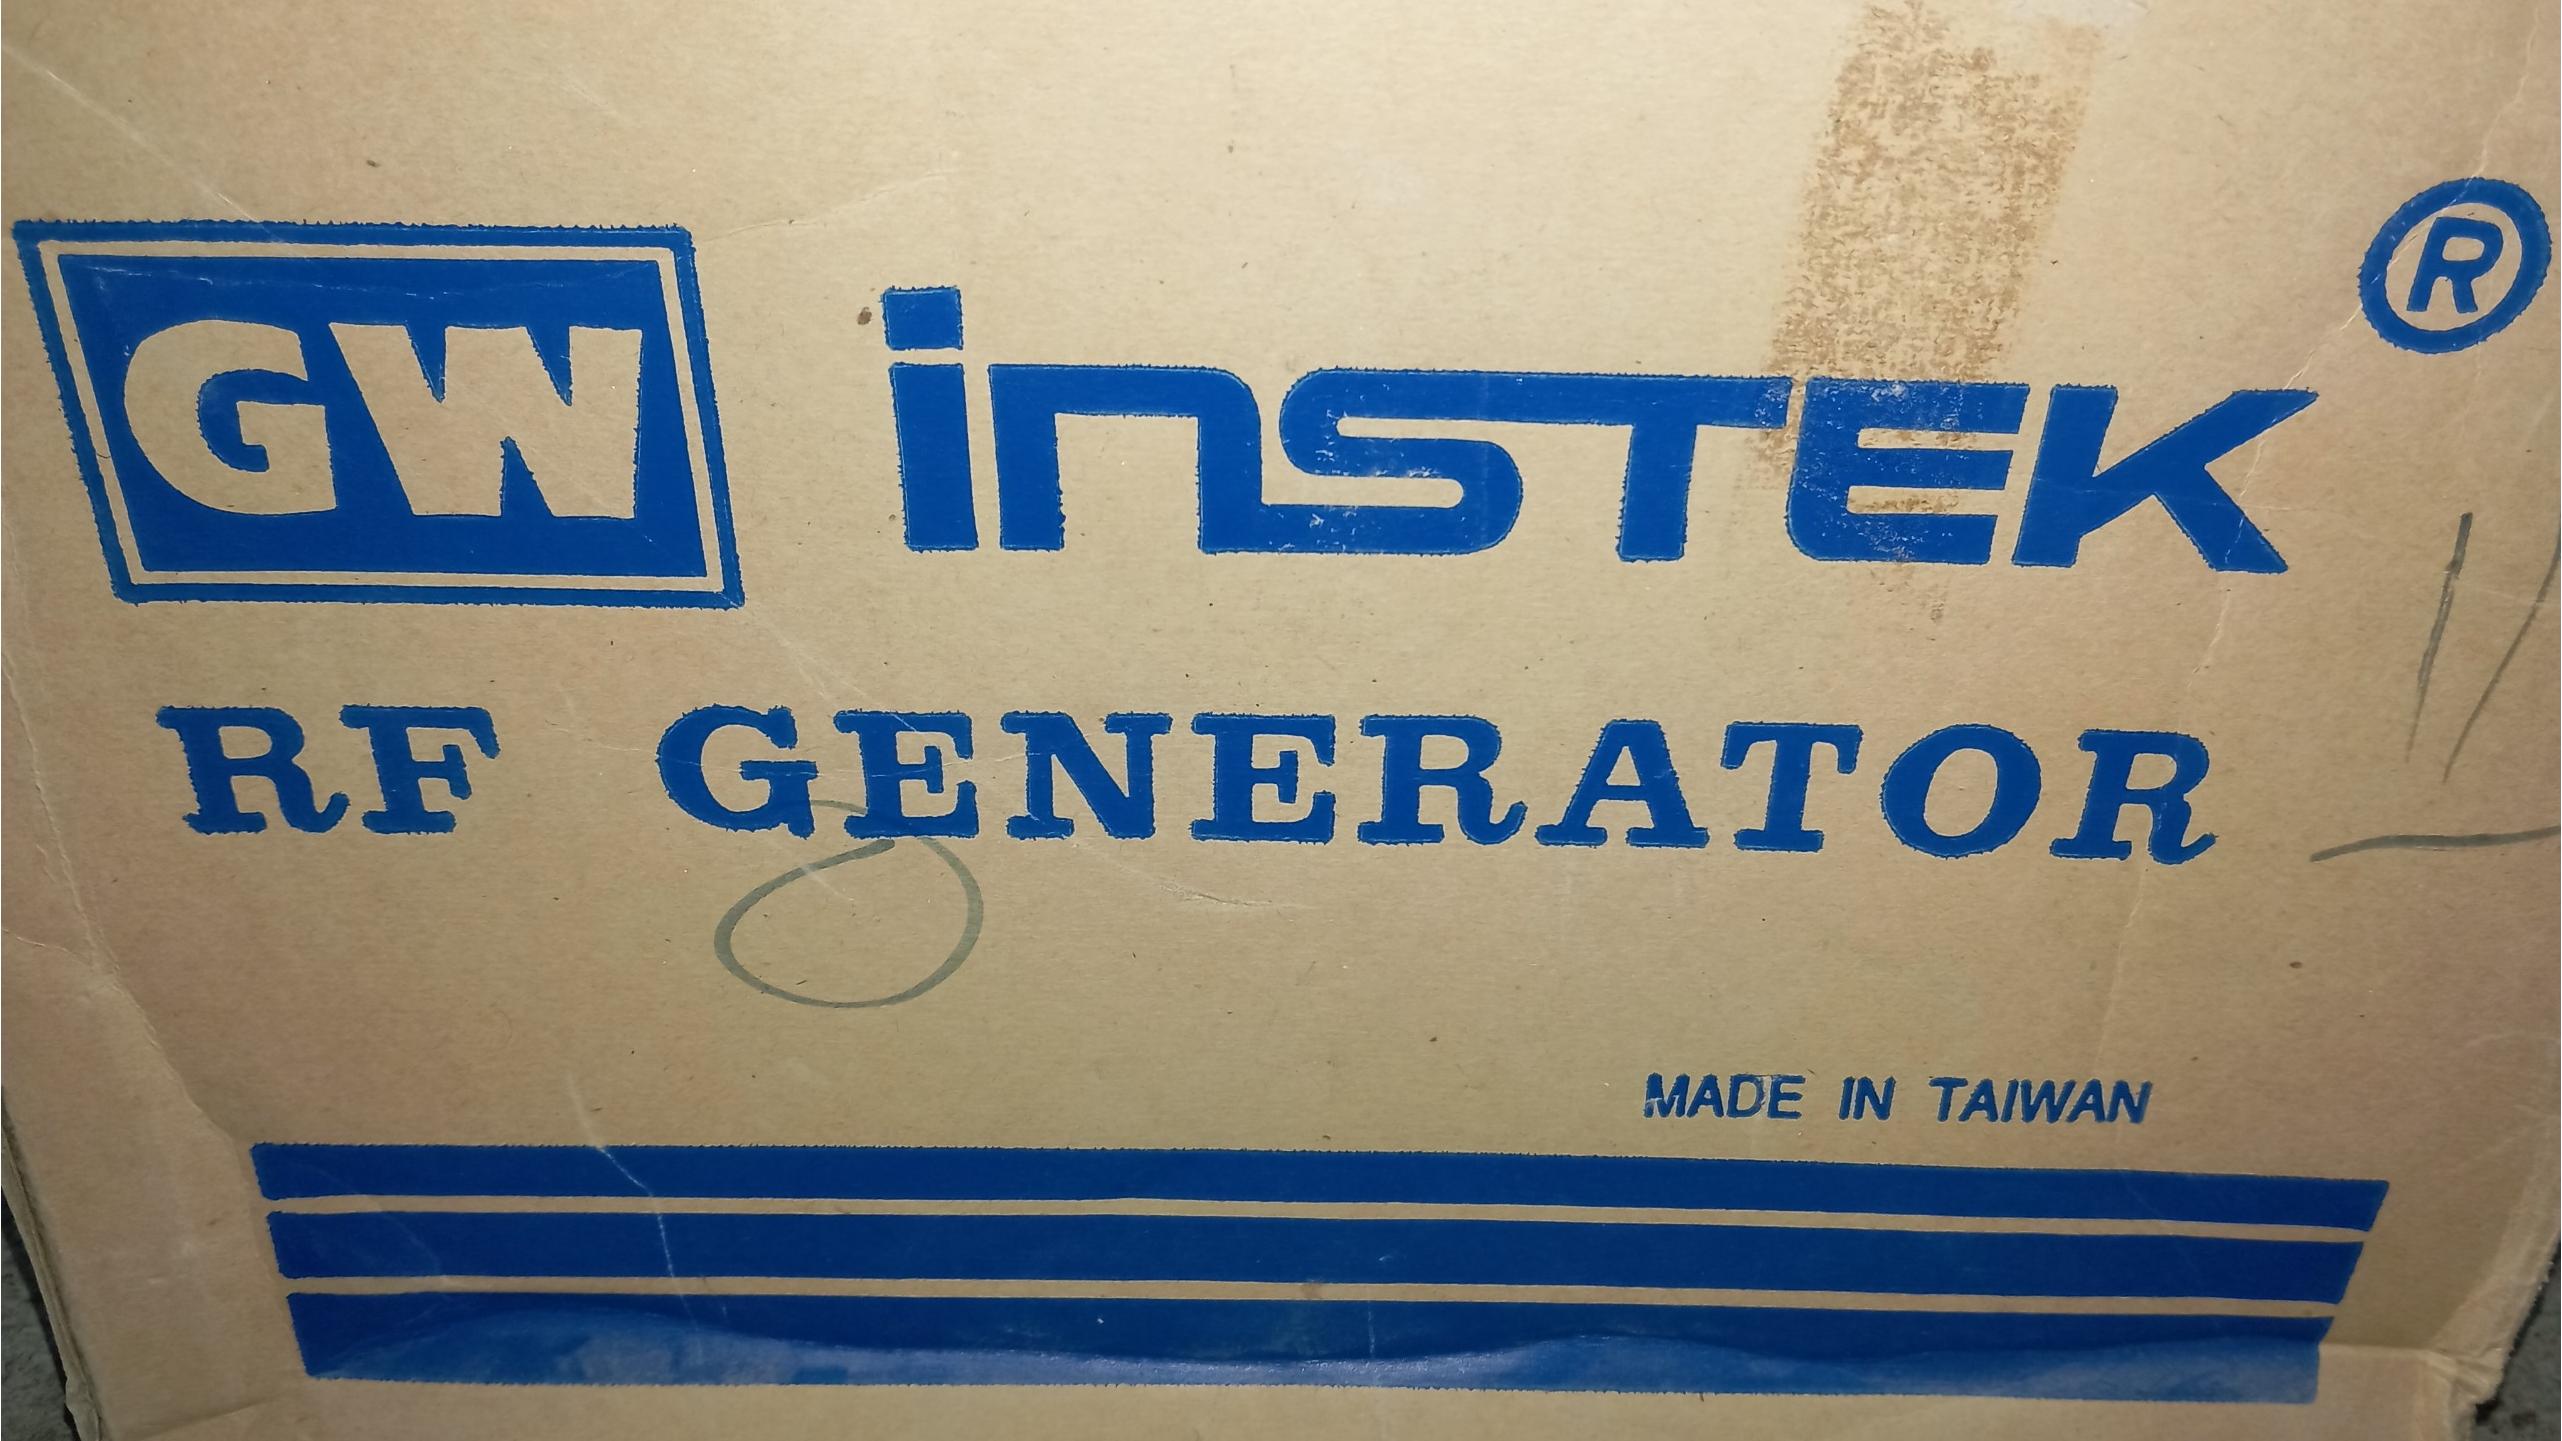 GW INSTEK ®
RF GENERATOR
MADE IN TAIWAN